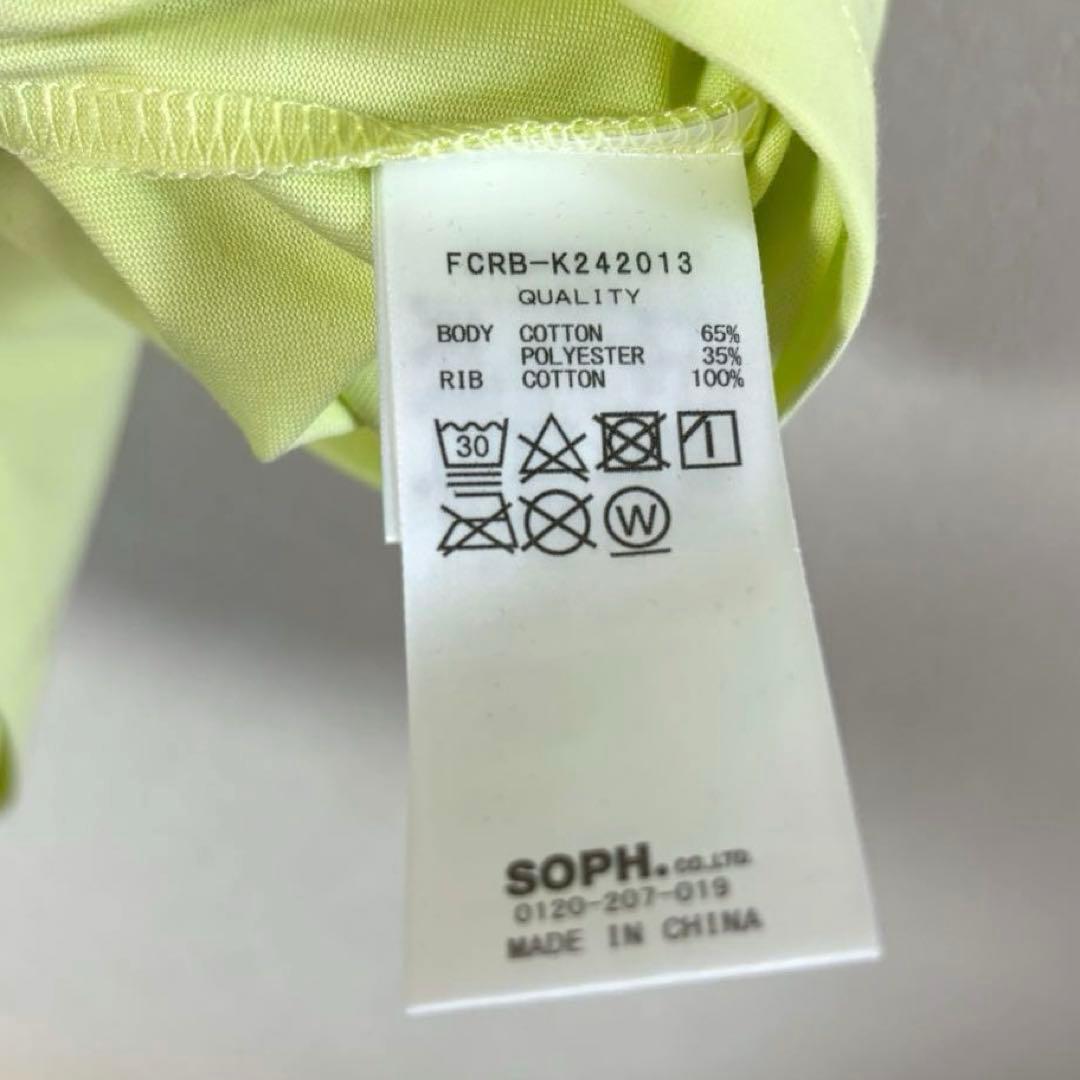 FCRB-K242013
QUALITY
BODY COTTON 65%
POLYESTER 35%
RIB COTTON 100%
30
W
SOPH. CO.,LTD.
0120-207-019
MADE IN CHINA